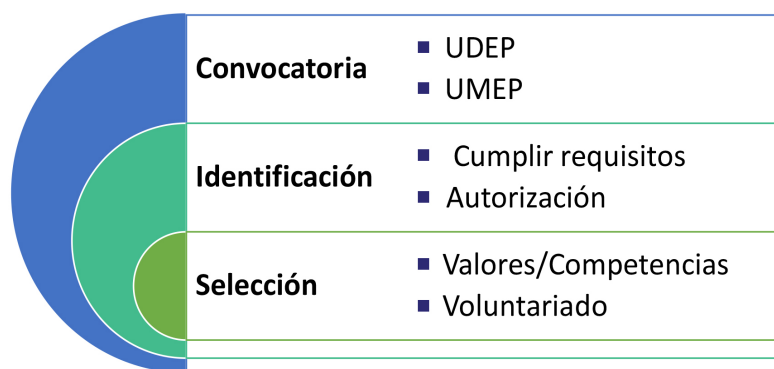 Convocatoria
▪ UDEP
▪ UMEP
Identificación
▪ Cumplir requisitos
▪ Autorización
Selección
▪ Valores/Competencias
▪ Voluntariado